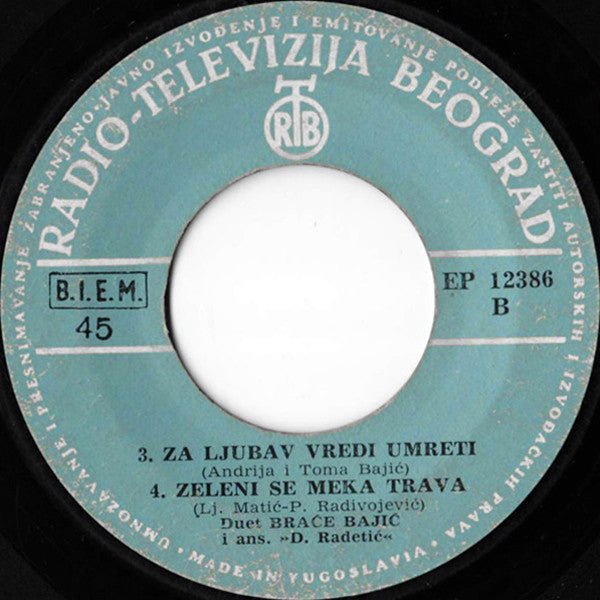 UMNOŽAVANJE I PRESNIMAVANJE ZABRANJENO · JAVNO IZVOĐENJE I EMITOVANJE PODLEŽE ZAŠTITI AUTORSKIH I IZVOĐAČKIH PRAVA ·
RADIO-TELEVIZIJA BEOGRAD
RTB
B.I.E.M.
45
EP 12386
B
3. ZA LJUBAV VREDI UMRETI
(Andrija i Toma Bajić)
4. ZELENI SE MEKA TRAVA
(Lj. Matić-P. Radivojević)
Duet BRAĆE BAJIĆ
i ans. »D. Radetić«
MADE IN YUGOSLAVIA